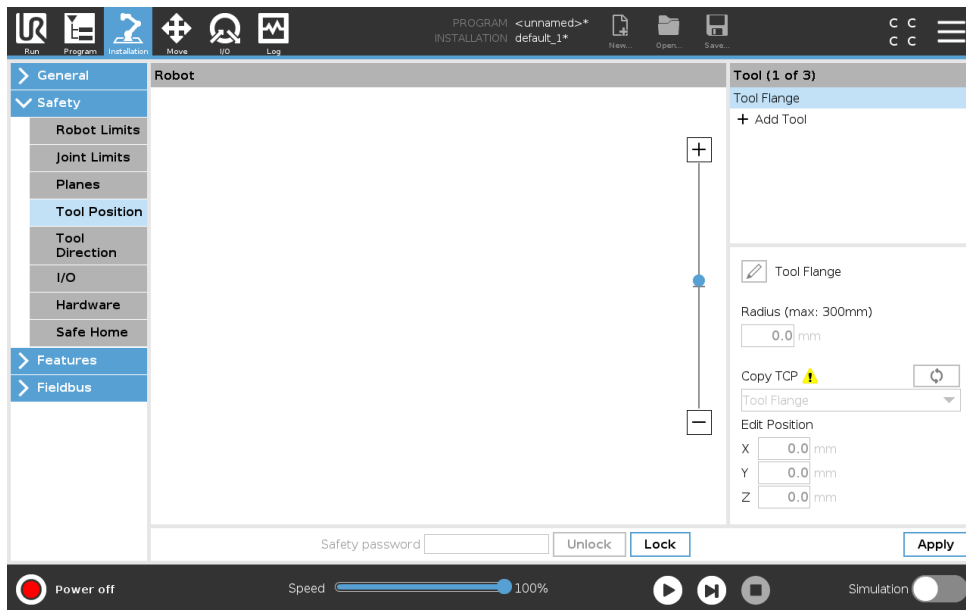 UR
PROGRAM <unnamed>*
INSTALLATION default_1*
Run Program Installation Move I/O Log New... Open... Save...
C C
C C
General
Safety
Robot Limits
Joint Limits
Planes
Tool Position
Tool
Direction
I/O
Hardware
Safe Home
Features
Fieldbus
Robot
Tool (1 of 3)
Tool Flange
+ Add Tool
Tool Flange
Radius (max: 300mm)
0.0 mm
Copy TCP
Tool Flange
Edit Position
X 0.0 mm
Y 0.0 mm
Z 0.0 mm
Safety password Unlock Lock Apply
Power off Speed 100% Simulation